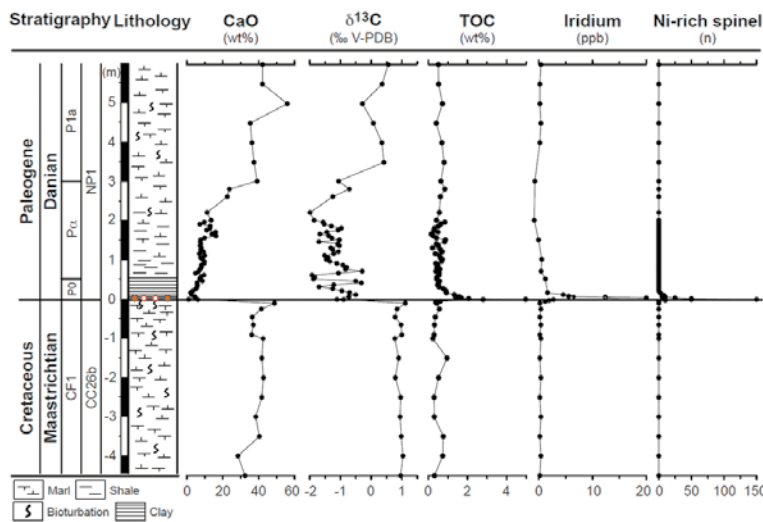 Stratigraphy Lithology CaO δ13C TOC Iridium Ni-rich spinel
(wt%) (‰ V-PDB) (wt%) (ppb) (n)
(m)
Paleogene
Danian
P1a
Pα
P0
NP1
Cretaceous
Maastrichtian
CF1
CC26b
5
4
3
2
1
0
-1
-2
-3
-4
0 20 40 60 -2 -1 0 1 0 5 0 10 20 0 50 100 150
Marl Shale
Bioturbation Clay